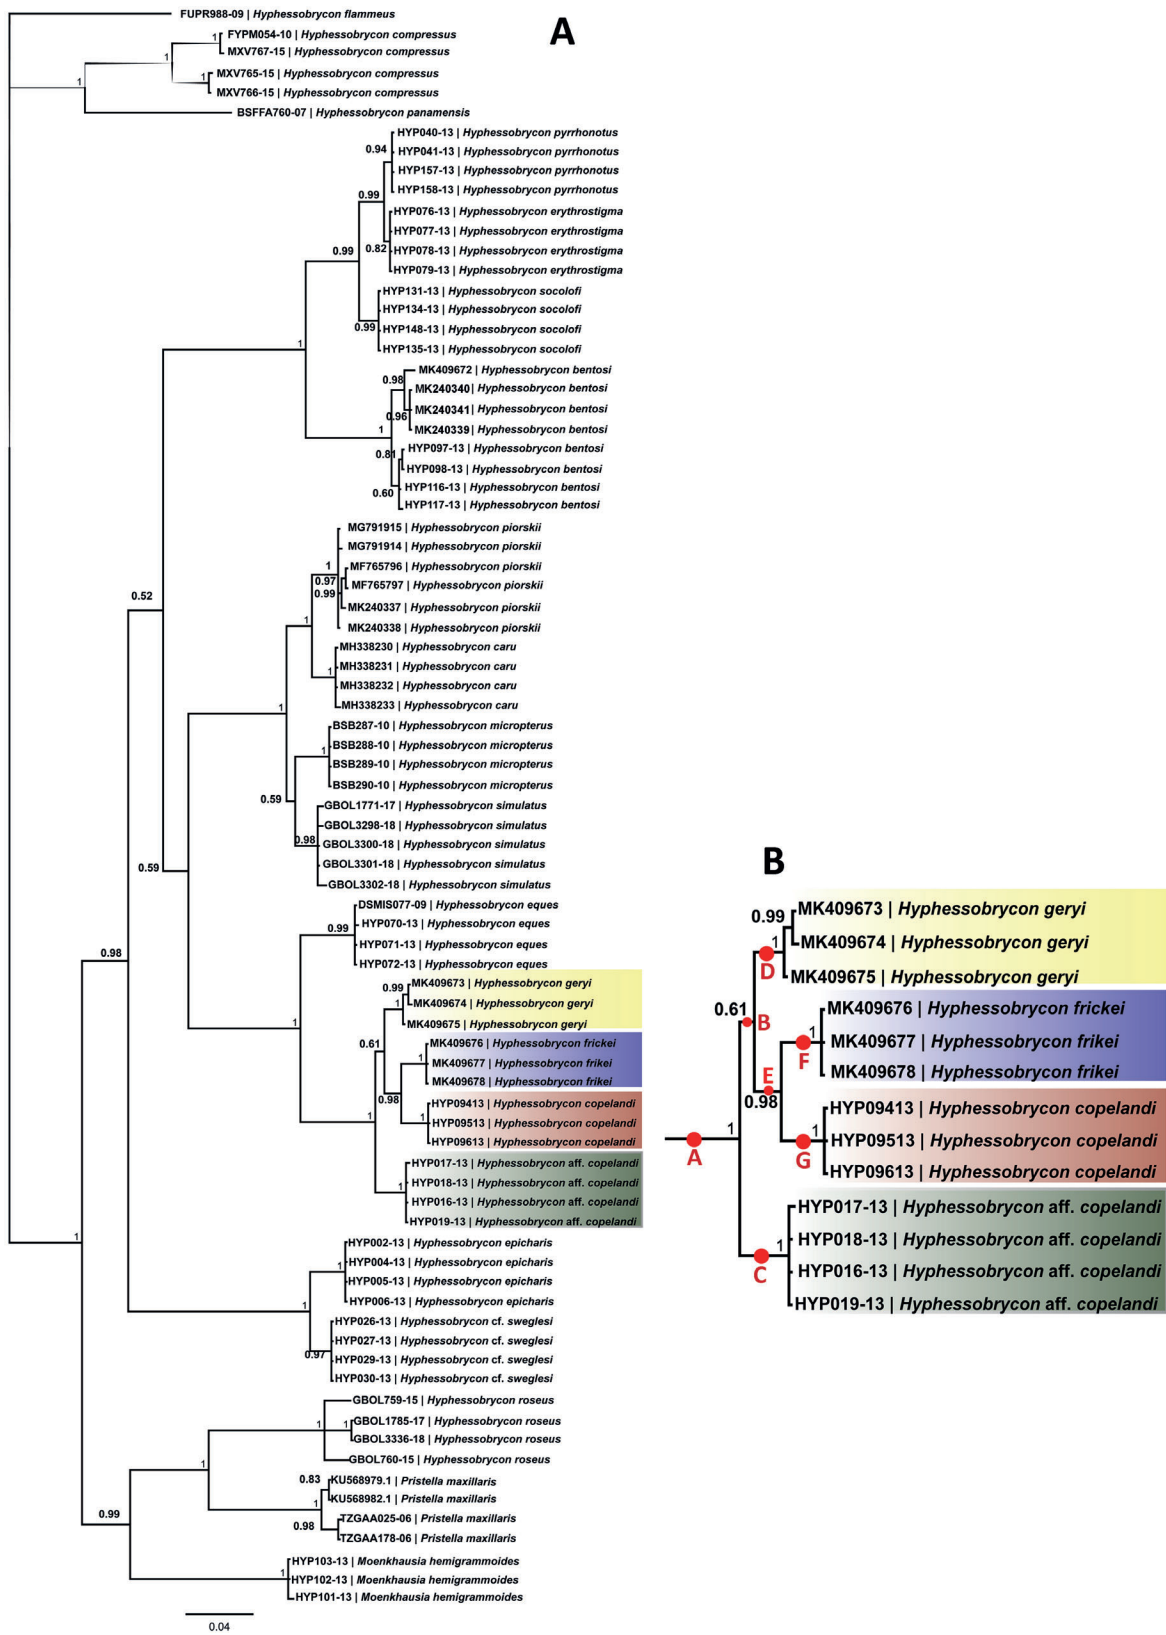 A
FUPR988-09 | Hyphessobrycon flammeus
FYPM054-10 | Hyphessobrycon compressus
1
MXV767-15 | Hyphessobrycon compressus
1
MXV765-15 | Hyphessobrycon compressus
1
1
MXV766-15 | Hyphessobrycon compressus
BSFFA760-07 | Hyphessobrycon panamensis
HYP040-13 | Hyphessobrycon pyrrhonotus
0.94
HYP041-13 | Hyphessobrycon pyrrhonotus
HYP157-13 | Hyphessobrycon pyrrhonotus
HYP158-13 | Hyphessobrycon pyrrhonotus
0.99
HYP076-13 | Hyphessobrycon erythrostigma
HYP077-13 | Hyphessobrycon erythrostigma
0.99
0.82
HYP078-13 | Hyphessobrycon erythrostigma
HYP079-13 | Hyphessobrycon erythrostigma
HYP131-13 | Hyphessobrycon socolofi
HYP134-13 | Hyphessobrycon socolofi
0.99
HYP148-13 | Hyphessobrycon socolofi
1
HYP135-13 | Hyphessobrycon socolofi
MK409672 | Hyphessobrycon bentosi
0.98
MK240340 | Hyphessobrycon bentosi
0.96
MK240341 | Hyphessobrycon bentosi
1
MK240339 | Hyphessobrycon bentosi
HYP097-13 | Hyphessobrycon bentosi
0.81
HYP098-13 | Hyphessobrycon bentosi
0.60
HYP116-13 | Hyphessobrycon bentosi
HYP117-13 | Hyphessobrycon bentosi
MG791915 | Hyphessobrycon piorskii
MG791914 | Hyphessobrycon piorskii
1
MF765796 | Hyphessobrycon piorskii
0.97
MF765797 | Hyphessobrycon piorskii
0.99
0.52
MK240337 | Hyphessobrycon piorskii
1
MK240338 | Hyphessobrycon piorskii
MH338230 | Hyphessobrycon caru
1
MH338231 | Hyphessobrycon caru
MH338232 | Hyphessobrycon caru
1
MH338233 | Hyphessobrycon caru
BSB287-10 | Hyphessobrycon micropterus
1
BSB288-10 | Hyphessobrycon micropterus
BSB289-10 | Hyphessobrycon micropterus
BSB290-10 | Hyphessobrycon micropterus
0.59
GBOL1771-17 | Hyphessobrycon simulatus
GBOL3298-18 | Hyphessobrycon simulatus
0.98
GBOL3300-18 | Hyphessobrycon simulatus
0.59
GBOL3301-18 | Hyphessobrycon simulatus
GBOL3302-18 | Hyphessobrycon simulatus
DSMIS077-09 | Hyphessobrycon eques
0.99
HYP070-13 | Hyphessobrycon eques
HYP071-13 | Hyphessobrycon eques
0.98
HYP072-13 | Hyphessobrycon eques
MK409673 | Hyphessobrycon geryi
0.99
MK409674 | Hyphessobrycon geryi
1
MK409675 | Hyphessobrycon geryi
0.61
MK409676 | Hyphessobrycon frickei
1
MK409677 | Hyphessobrycon frikei
MK409678 | Hyphessobrycon frikei
0.98
HYP09413 | Hyphessobrycon copelandi
1
1
HYP09513 | Hyphessobrycon copelandi
HYP09613 | Hyphessobrycon copelandi
HYP017-13 | Hyphessobrycon aff. copelandi
1
HYP018-13 | Hyphessobrycon aff. copelandi
HYP016-13 | Hyphessobrycon aff. copelandi
HYP019-13 | Hyphessobrycon aff. copelandi
1
HYP002-13 | Hyphessobrycon epicharis
1
HYP004-13 | Hyphessobrycon epicharis
HYP005-13 | Hyphessobrycon epicharis
1
HYP006-13 | Hyphessobrycon epicharis
HYP026-13 | Hyphessobrycon cf. sweglesi
HYP027-13 | Hyphessobrycon cf. sweglesi
0.97
HYP029-13 | Hyphessobrycon cf. sweglesi
HYP030-13 | Hyphessobrycon cf. sweglesi
GBOL759-15 | Hyphessobrycon roseus
1
1
GBOL1785-17 | Hyphessobrycon roseus
GBOL3336-18 | Hyphessobrycon roseus
1
GBOL760-15 | Hyphessobrycon roseus
0.83
KU568979.1 | Pristella maxillaris
1
KU568982.1 | Pristella maxillaris
0.99
0.98
TZGAA025-06 | Pristella maxillaris
TZGAA178-06 | Pristella maxillaris
HYP103-13 | Moenkhausia hemigrammoides
1
HYP102-13 | Moenkhausia hemigrammoides
HYP101-13 | Moenkhausia hemigrammoides
0.04
B
0.99
MK409673 | Hyphessobrycon geryi
1
MK409674 | Hyphessobrycon geryi
D
MK409675 | Hyphessobrycon geryi
0.61
B
MK409676 | Hyphessobrycon frickei
1
MK409677 | Hyphessobrycon frikei
F
E
MK409678 | Hyphessobrycon frikei
0.98
HYP09413 | Hyphessobrycon copelandi
1
1
HYP09513 | Hyphessobrycon copelandi
A
G
HYP09613 | Hyphessobrycon copelandi
HYP017-13 | Hyphessobrycon aff. copelandi
1
HYP018-13 | Hyphessobrycon aff. copelandi
C
HYP016-13 | Hyphessobrycon aff. copelandi
HYP019-13 | Hyphessobrycon aff. copelandi